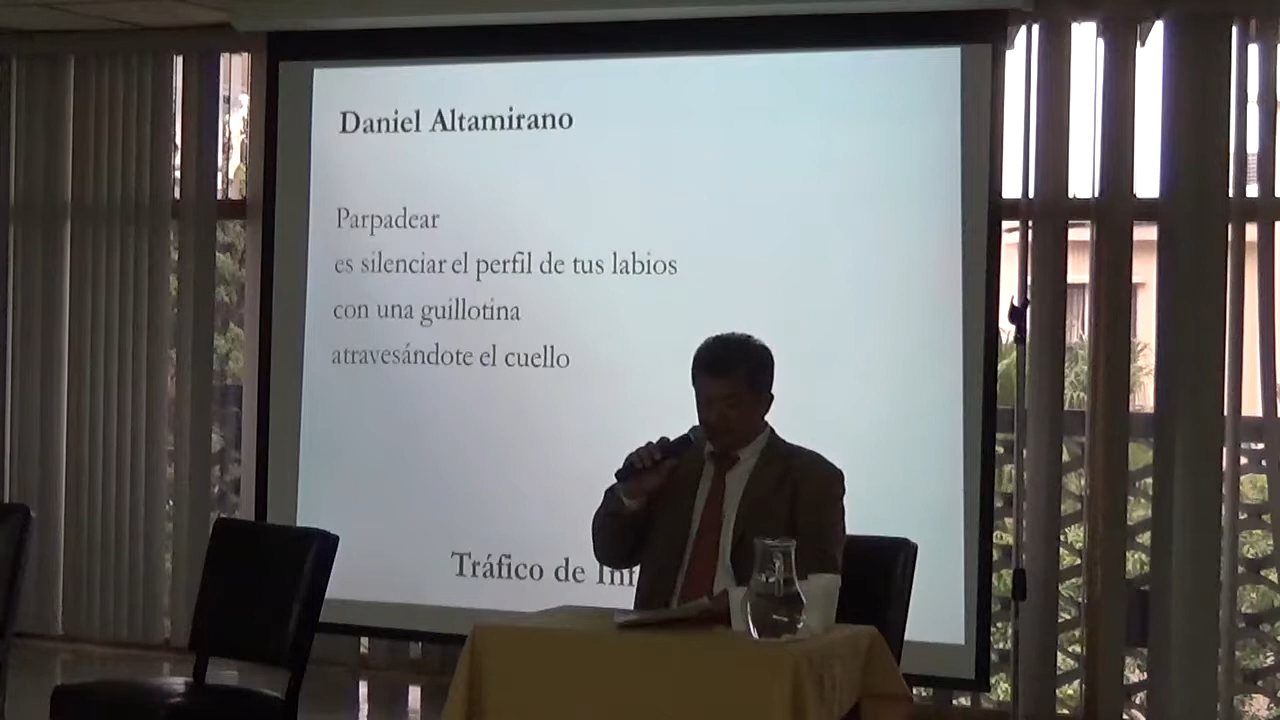 Daniel Altamirano
Parpadear
es silenciar el perfil de tus labios
con una guillotina
atravesándote el cuello
Tráfico de